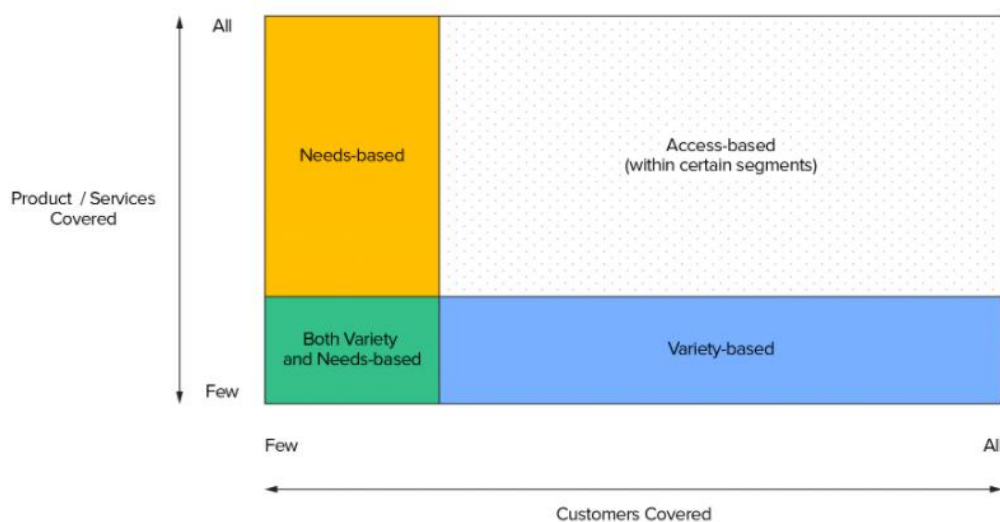 All
Needs-based
Access-based
(within certain segments)
Product / Services
Covered
Both Variety
and Needs-based
Variety-based
Few
Few
All
Customers Covered